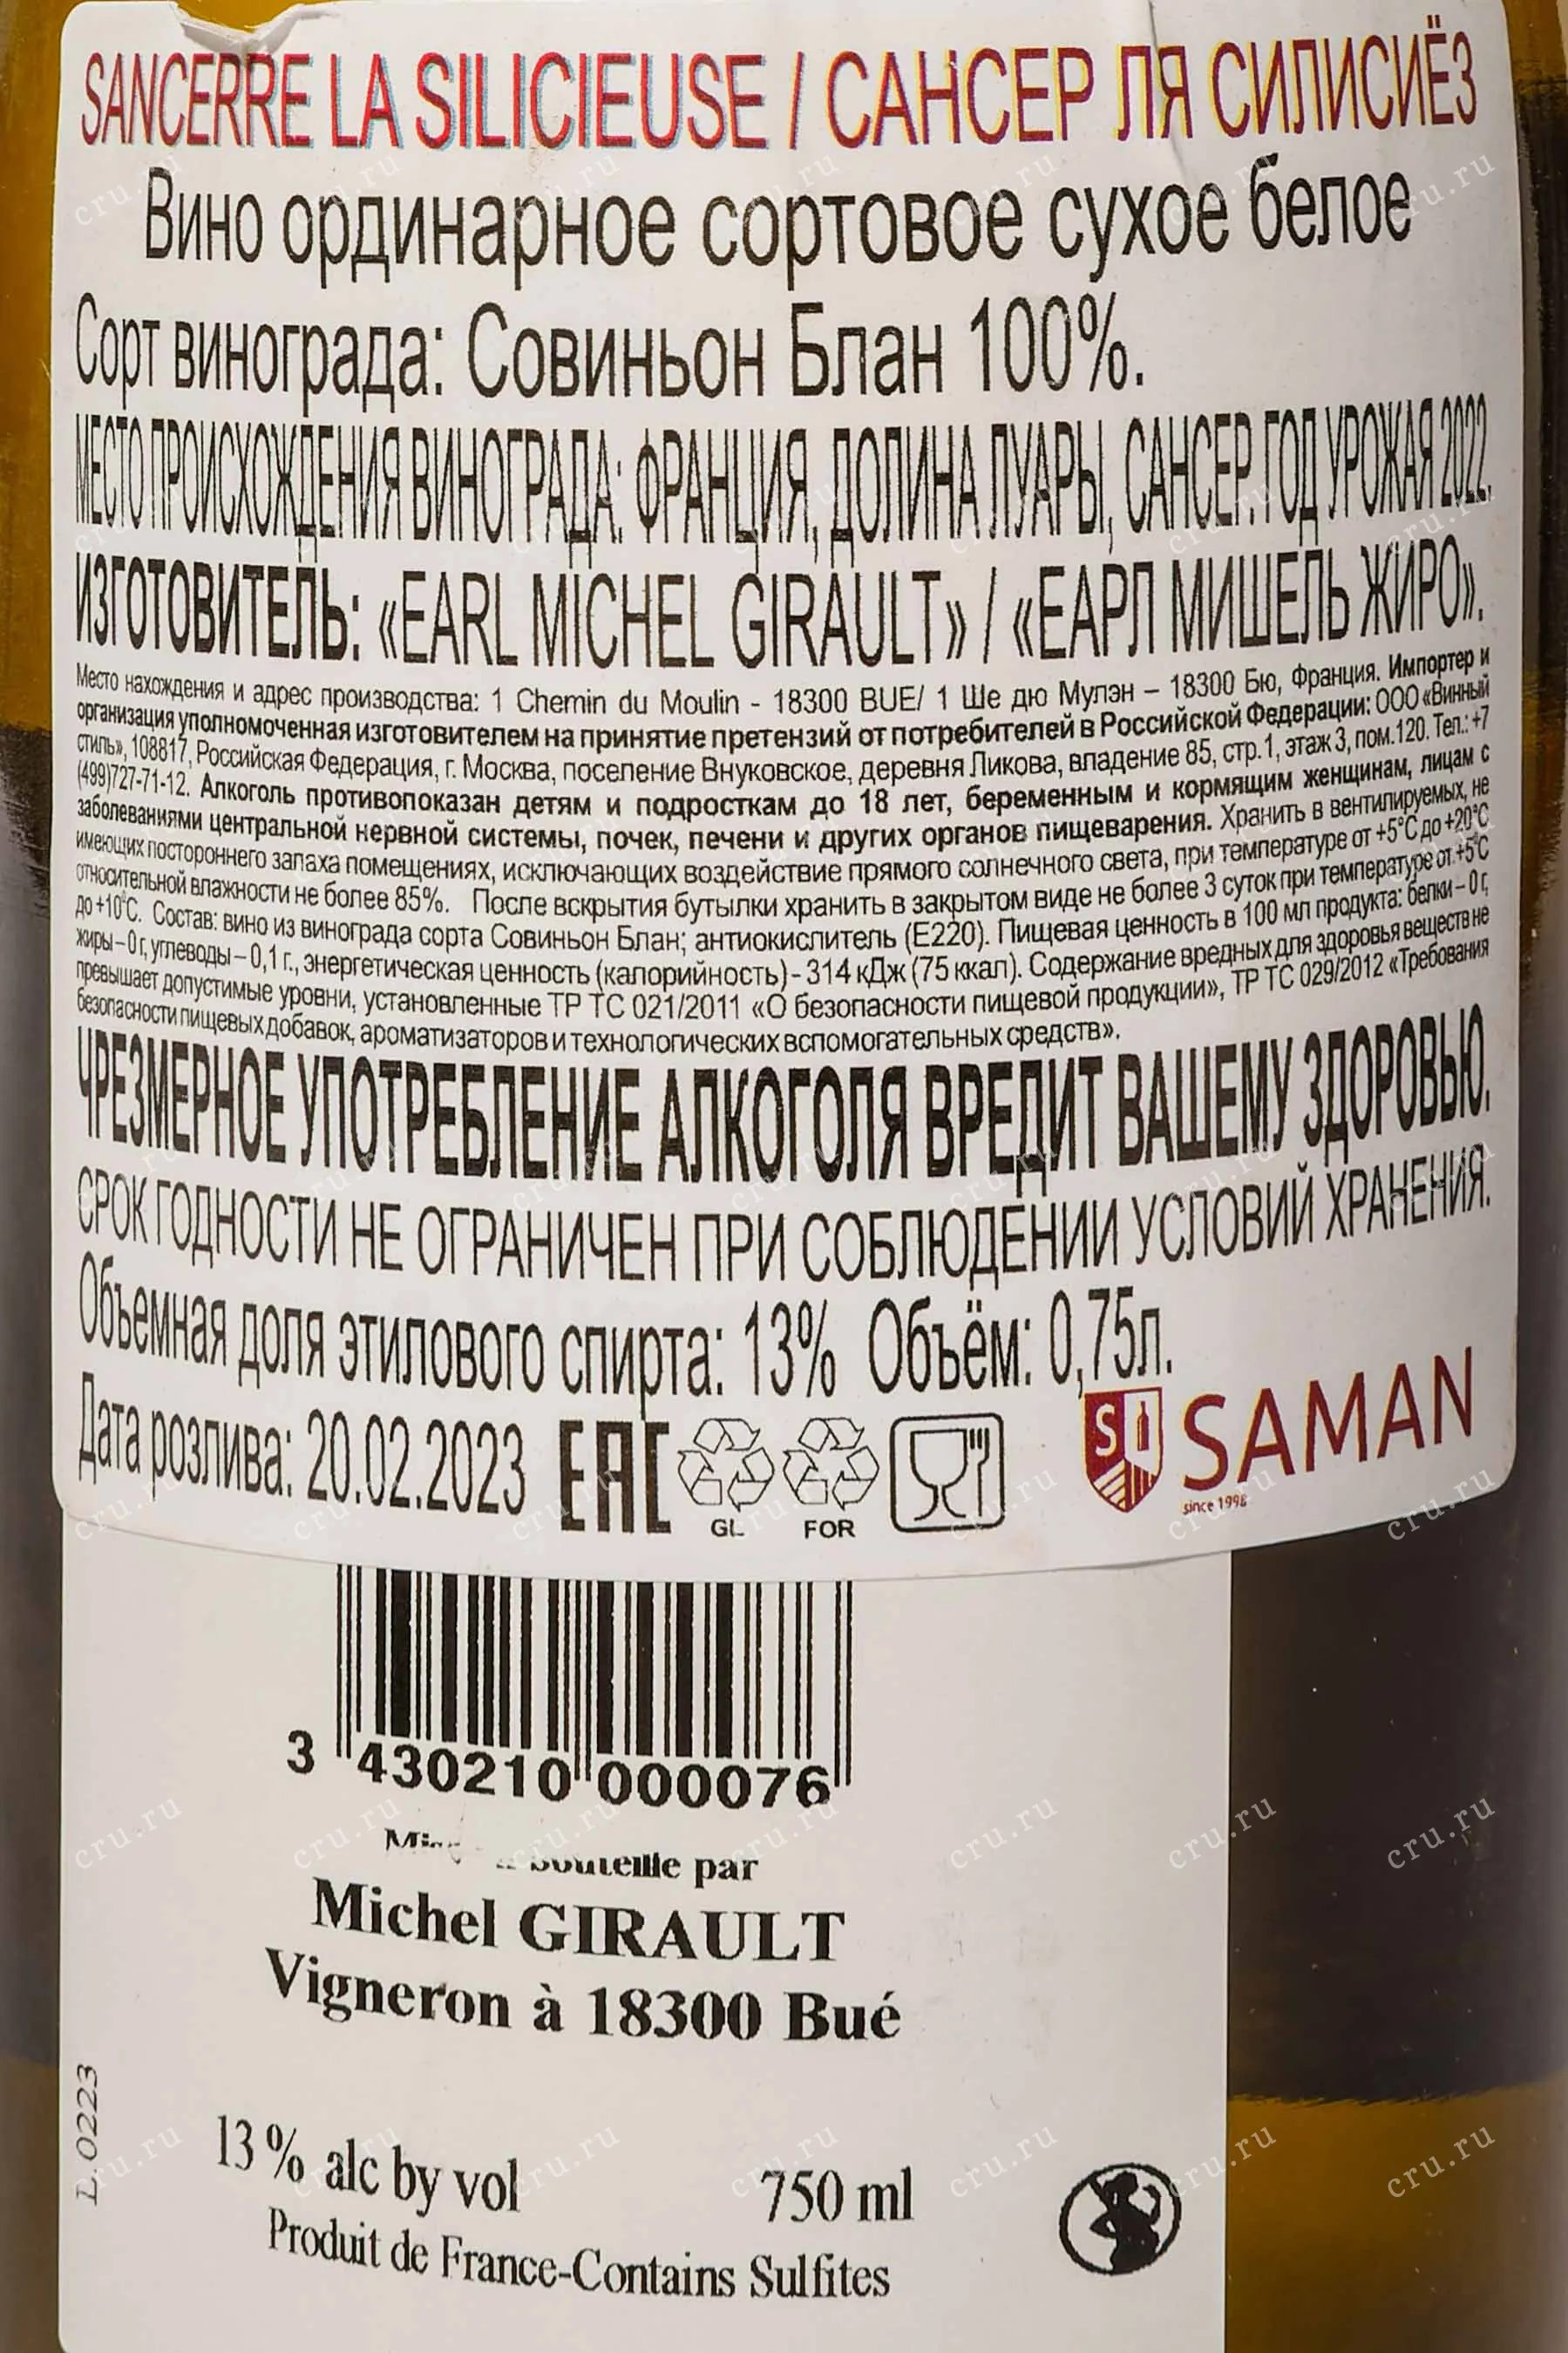 SANCERRE LA SILICIEUSE / САНСЕР ЛЯ СИЛИСИЁЗ
Вино ординарное сортовое сухое белое
Сорт винограда: Совиньон Блан 100%.
МЕСТО ПРОИСХОЖДЕНИЯ ВИНОГРАДА: ФРАНЦИЯ, ДОЛИНА ЛУАРЫ, САНСЕР. ГОД УРОЖАЯ 2022.
ИЗГОТОВИТЕЛЬ: «EARL MICHEL GIRAULT» / «ЕАРЛ МИШЕЛЬ ЖИРО».
Место нахождения и адрес производства: 1 Chemin du Moulin - 18300 BUE/ 1 Ше дю Мулэн – 18300 Бю, Франция. Импортер и
организация уполномоченная изготовителем на принятие претензий от потребителей в Российской Федерации: ООО «Винный
стиль», 108817, Российская Федерация, г. Москва, поселение Внуковское, деревня Ликова, владение 85, стр.1, этаж 3, пом.120. Тел.: +7
(499)727-71-12. Алкоголь противопоказан детям и подросткам до 18 лет, беременным и кормящим женщинам, лицам с
заболеваниями центральной нервной системы, почек, печени и других органов пищеварения. Хранить в вентилируемых, не
имеющих постороннего запаха помещениях, исключающих воздействие прямого солнечного света, при температуре от +5°C до +20°C
относительной влажности не более 85%. После вскрытия бутылки хранить в закрытом виде не более 3 суток при температуре от +5°C
до +10°C. Состав: вино из винограда сорта Совиньон Блан; антиокислитель (Е220). Пищевая ценность в 100 мл продукта: белки – 0 г,
жиры – 0 г, углеводы – 0,1 г., энергетическая ценность (калорийность) - 314 кДж (75 ккал). Содержание вредных для здоровья веществ не
превышает допустимые уровни, установленные ТР ТС 021/2011 «О безопасности пищевой продукции», ТР ТС 029/2012 «Требования
безопасности пищевых добавок, ароматизаторов и технологических вспомогательных средств».
ЧРЕЗМЕРНОЕ УПОТРЕБЛЕНИЕ АЛКОГОЛЯ ВРЕДИТ ВАШЕМУ ЗДОРОВЬЮ.
СРОК ГОДНОСТИ НЕ ОГРАНИЧЕН ПРИ СОБЛЮДЕНИИ УСЛОВИЙ ХРАНЕНИЯ.
Объемная доля этилового спирта: 13% Объём: 0,75л.
Дата розлива: 20.02.2023
EAC
GL
FOR
SI SAMAN
since 1998
3 430210 000076
bouteille par
Michel GIRAULT
Vigneron à 18300 Bué
L.0223
13 % alc by vol
750 ml
Produit de France-Contains Sulfites
cru.ru